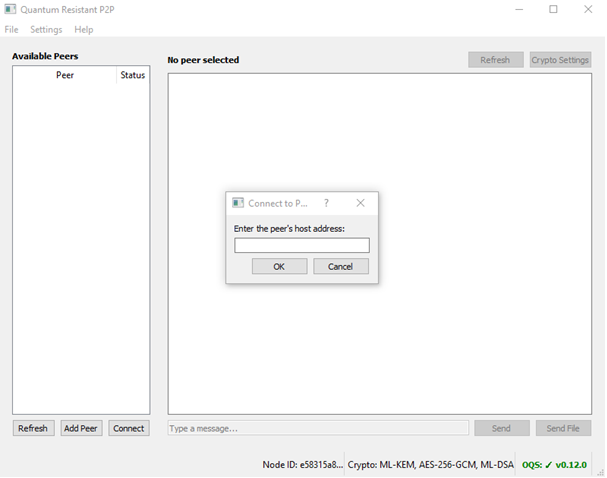 Quantum Resistant P2P
File Settings Help
Available Peers
Peer Status
No peer selected
Refresh Crypto Settings
Connect to P... ?
Enter the peer's host address:
OK Cancel
Refresh Add Peer Connect
Type a message... Send Send File
Node ID: e58315a8... Crypto: ML-KEM, AES-256-GCM, ML-DSA OQS: ✓ v0.12.0